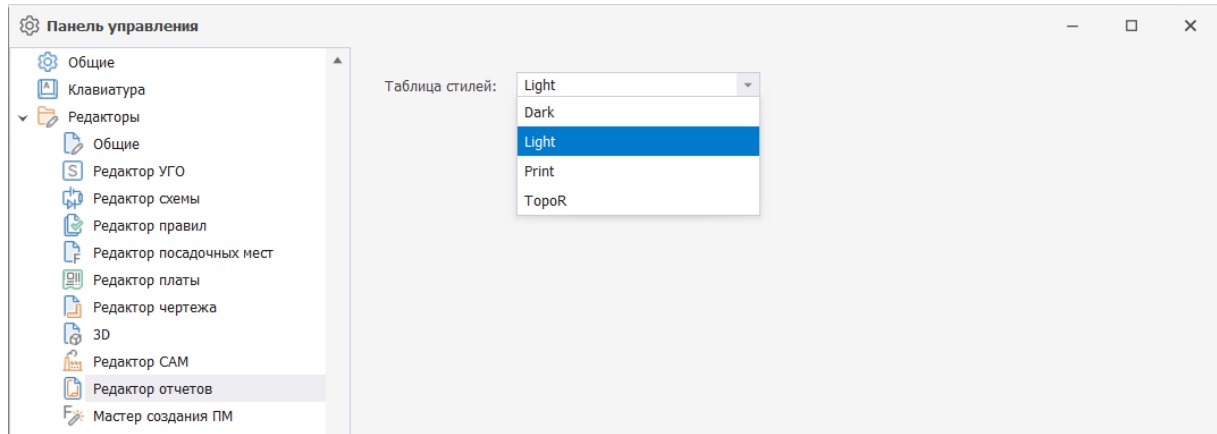 Панель управления
Общие
Клавиатура
Редакторы
Общие
Редактор УГО
Редактор схемы
Редактор правил
Редактор посадочных мест
Редактор платы
Редактор чертежа
3D
Редактор CAM
Редактор отчетов
Мастер создания ПМ
Таблица стилей: Light
Dark
Light
Print
TopoR